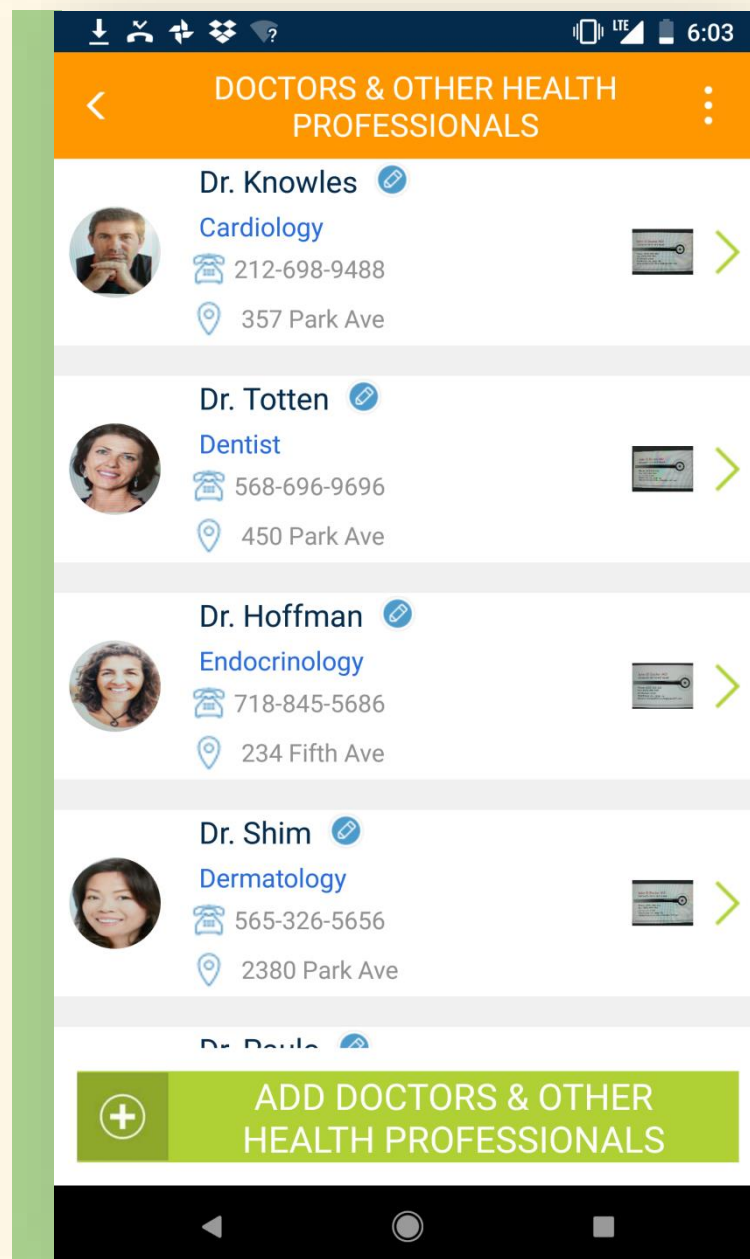 LTE 6:03
DOCTORS & OTHER HEALTH
PROFESSIONALS
Dr. Knowles
Cardiology
212-698-9488
357 Park Ave
Dr. Totten
Dentist
568-696-9696
450 Park Ave
Dr. Hoffman
Endocrinology
718-845-5686
234 Fifth Ave
Dr. Shim
Dermatology
565-326-5656
2380 Park Ave
Dr.
ADD DOCTORS & OTHER
HEALTH PROFESSIONALS